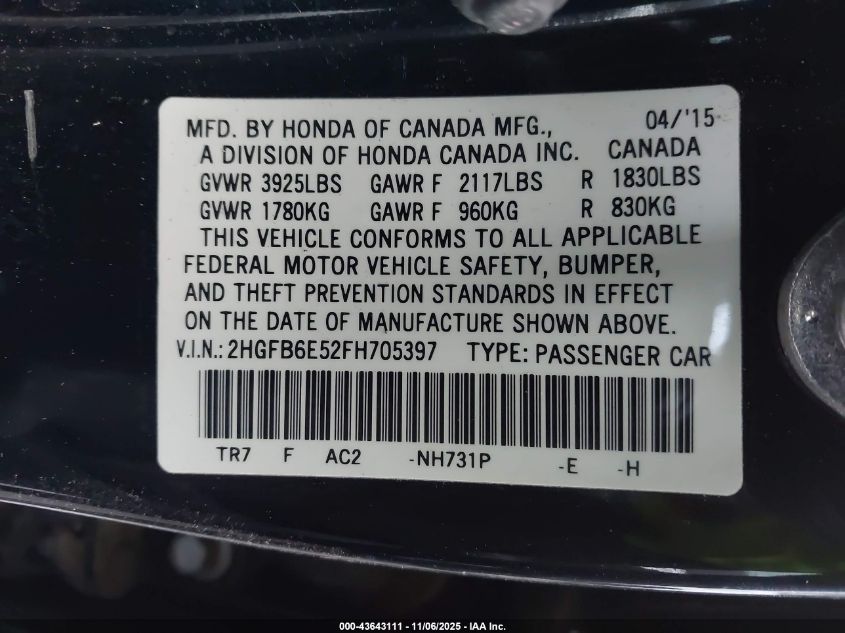 MFD. BY HONDA OF CANADA MFG., 04/'15
A DIVISION OF HONDA CANADA INC. CANADA
GVWR 3925LBS GAWR F 2117LBS R 1830LBS
GVWR 1780KG GAWR F 960KG R 830KG
THIS VEHICLE CONFORMS TO ALL APPLICABLE
FEDERAL MOTOR VEHICLE SAFETY, BUMPER,
AND THEFT PREVENTION STANDARDS IN EFFECT
ON THE DATE OF MANUFACTURE SHOWN ABOVE.
V.I.N.: 2HGFB6E52FH705397 TYPE: PASSENGER CAR
TR7 F AC2 -NH731P -E -H
000-43643111 - 11/06/2025 - IAA Inc.